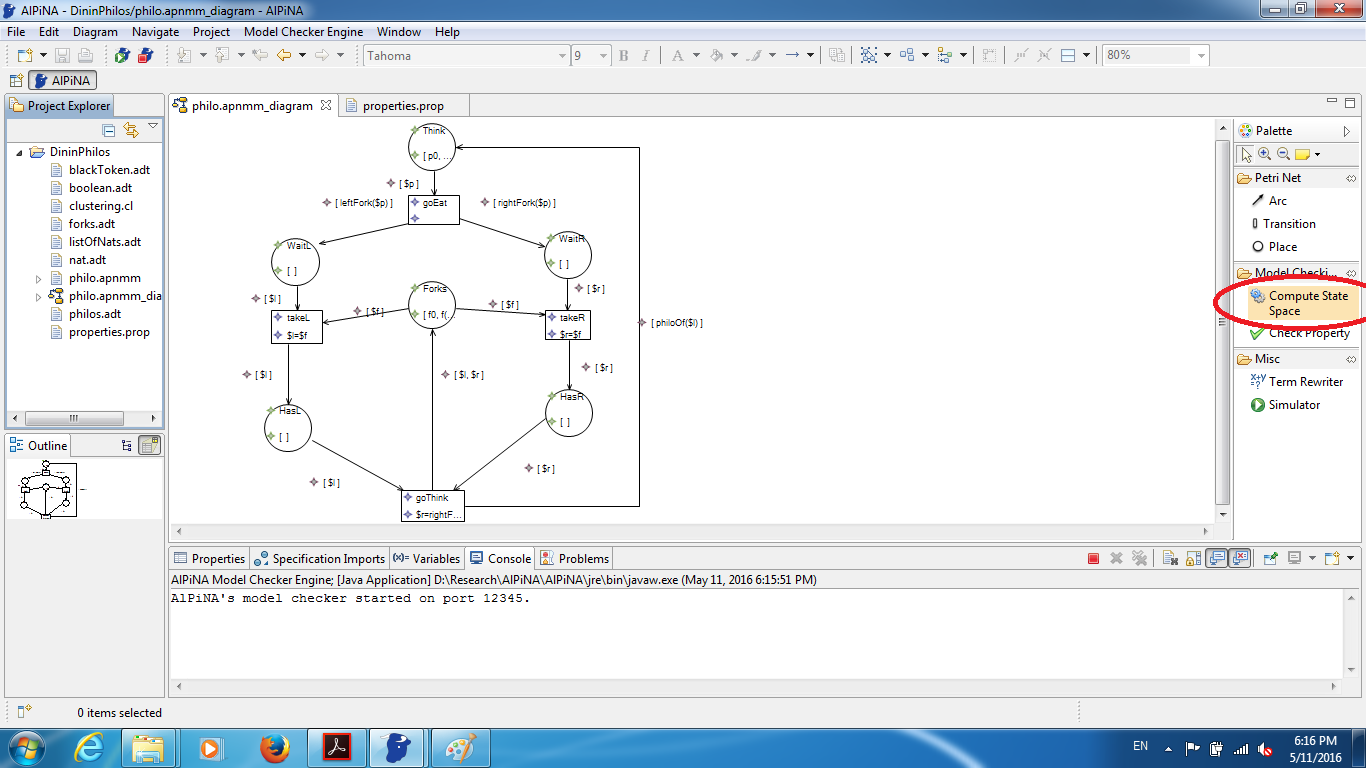 AlPiNA - DininPhilos/philo.apnmm_diagram - AlPiNA
File Edit Diagram Navigate Project Model Checker Engine Window Help
Tahoma 9 B I A 80%
AlPiNA
Project Explorer
DininPhilos
blackToken.adt
boolean.adt
clustering.cl
forks.adt
listOfNats.adt
nat.adt
philo.apnmm
philo.apnmm_dia
philos.adt
properties.prop
Outline
philo.apnmm_diagram properties.prop
Think
[ p0, ...
[ $p ]
[ leftFork($p) ] goEat [ rightFork($p) ]
WaitL WaitR
[ ] [ ]
[ $l ] Forks [ $r ]
[ $f ] [ f0, f(... [ $f ]
takeL takeR
$l=$f $r=$f
[ philoOf($l) ]
[ $l ] [ $l, $r ] [ $r ]
HasL HasR
[ ] [ ]
[ $l ] [ $r ]
goThink
$r=rightF...
Palette
Petri Net
Arc
Transition
Place
Model Checki...
Compute State
Space
Check Property
Misc
x+y
=?
Term Rewriter
Simulator
Properties Specification Imports (x)= Variables Console Problems
AlPiNA Model Checker Engine; [Java Application] D:\Research\AlPiNA\AlPiNA\jre\bin\javaw.exe (May 11, 2016 6:15:51 PM)
AlPiNA's model checker started on port 12345.
0 items selected
EN
6:16 PM
5/11/2016